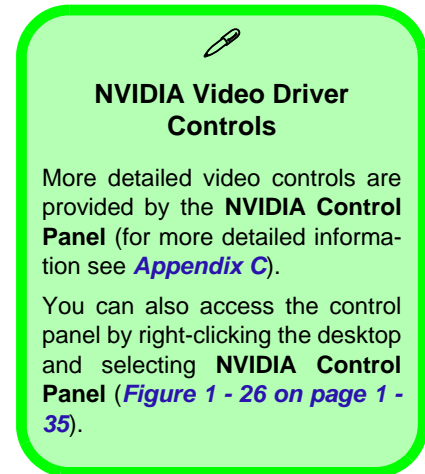 NVIDIA Video Driver
Controls
More detailed video controls are
provided by the NVIDIA Control
Panel (for more detailed informa-
tion see Appendix C).
You can also access the control
panel by right-clicking the desktop
and selecting NVIDIA Control
Panel (Figure 1 - 26 on page 1 -
35).